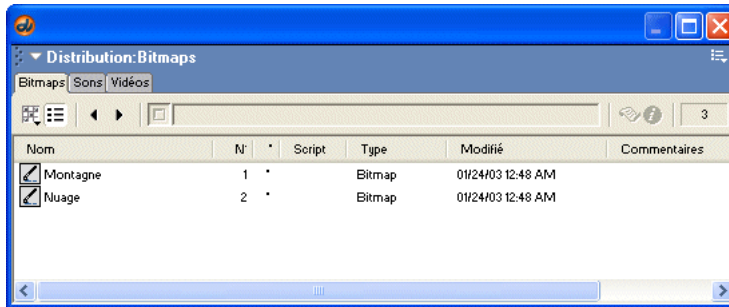 Distribution:Bitmaps
Bitmaps Sons Vidéos
3
Nom N° * Script Type Modifié Commentaires
Montagne 1 * Bitmap 01/24/03 12:48 AM
Nuage 2 * Bitmap 01/24/03 12:48 AM